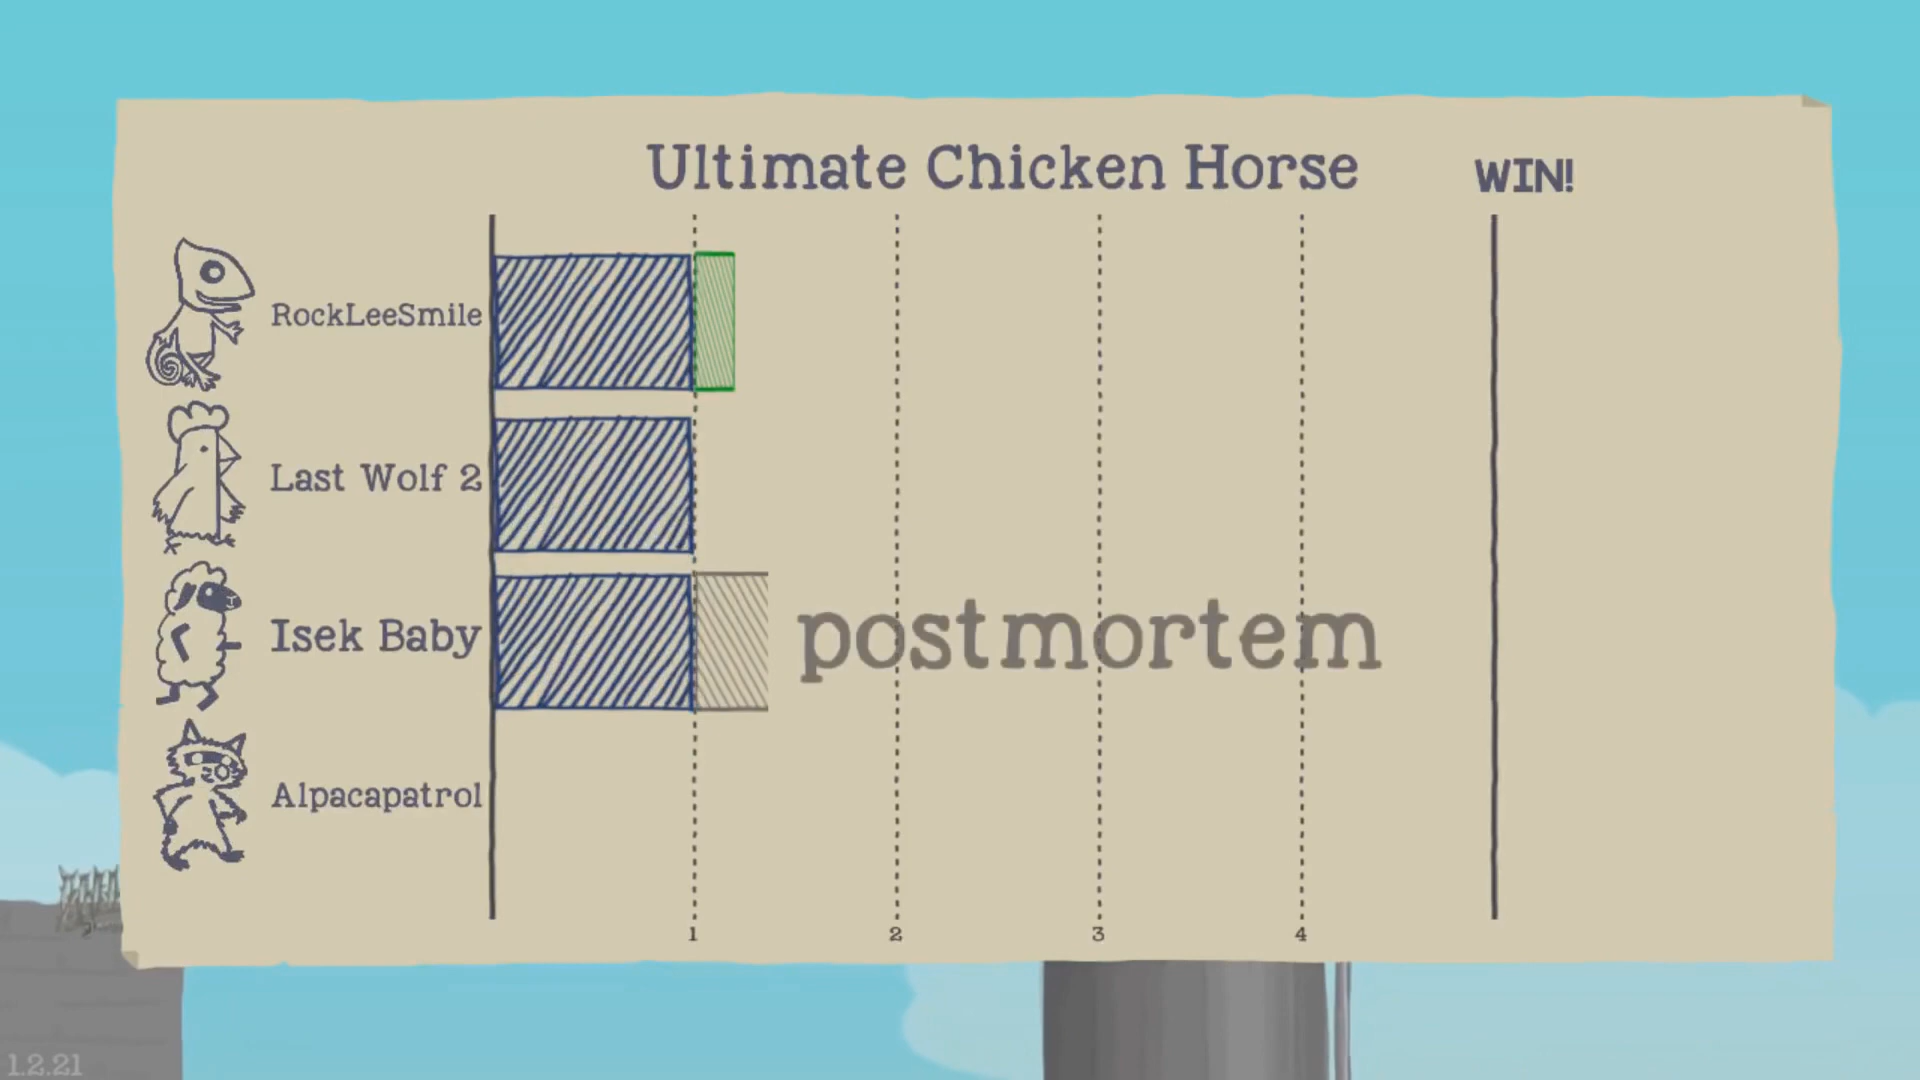 Ultimate Chicken Horse
WIN!
RockLeeSmile
Last Wolf 2
Isek Baby
postmortem
Alpacapatrol
1 2 3 4
1.2.21